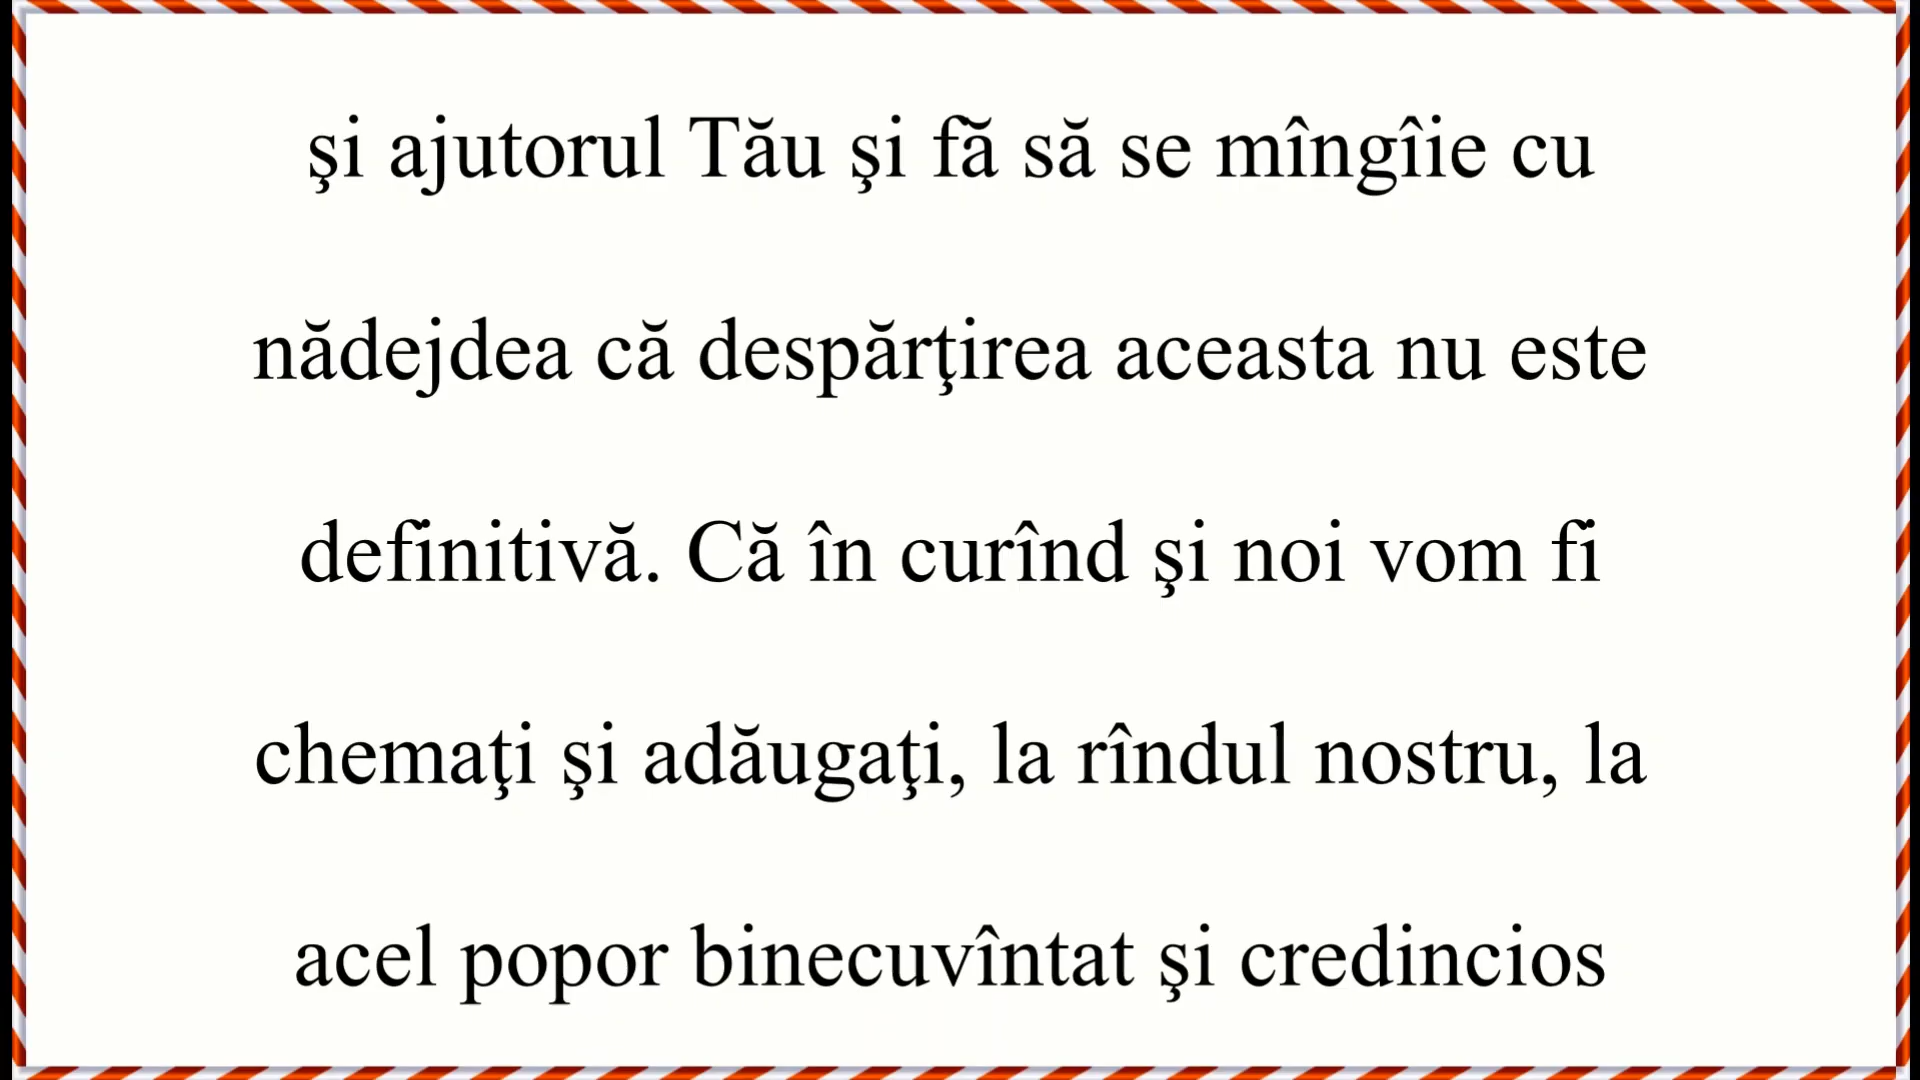 şi ajutorul Tău şi fă să se mîngîie cu
nădejdea că despărţirea aceasta nu este
definitivă. Că în curînd şi noi vom fi
chemaţi şi adăugaţi, la rîndul nostru, la
acel popor binecuvîntat şi credincios